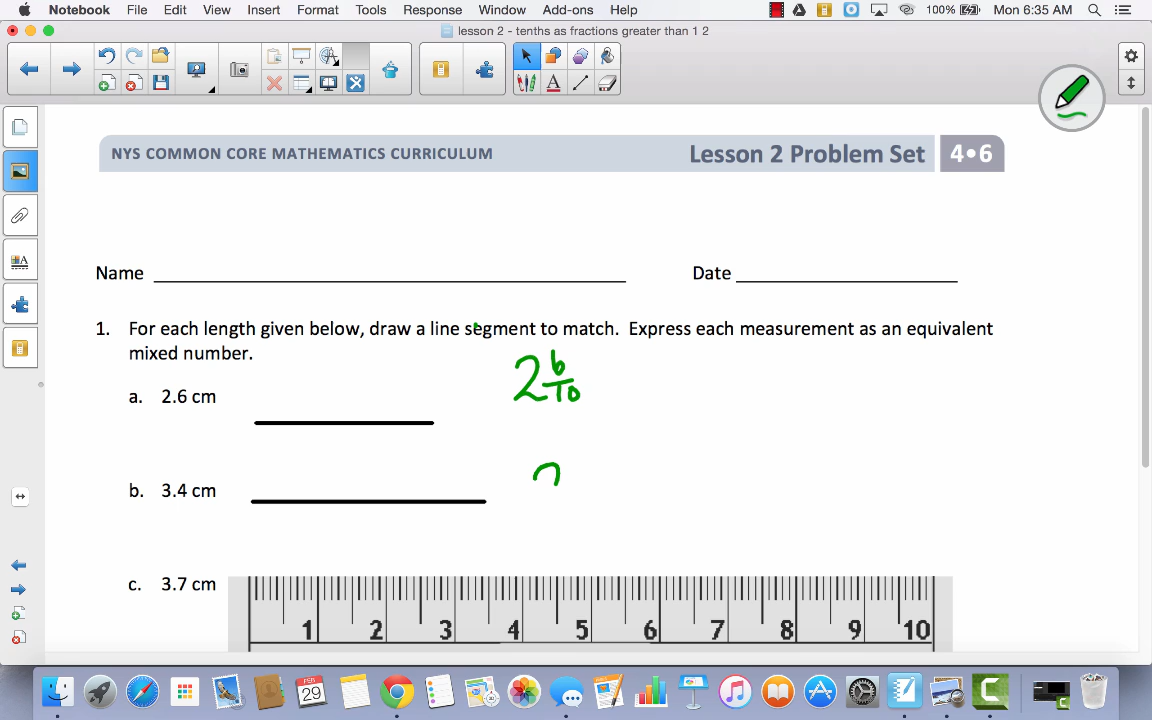 Notebook File Edit View Insert Format Tools Response Window Add-ons Help 100% Mon 6:35 AM
lesson 2 - tenths as fractions greater than 1 2
NYS COMMON CORE MATHEMATICS CURRICULUM Lesson 2 Problem Set 4•6
Name Date
1. For each length given below, draw a line segment to match. Express each measurement as an equivalent
mixed number.
2 6/10
a. 2.6 cm
b. 3.4 cm
c. 3.7 cm
1 2 3 4 5 6 7 8 9 10
FEB
29